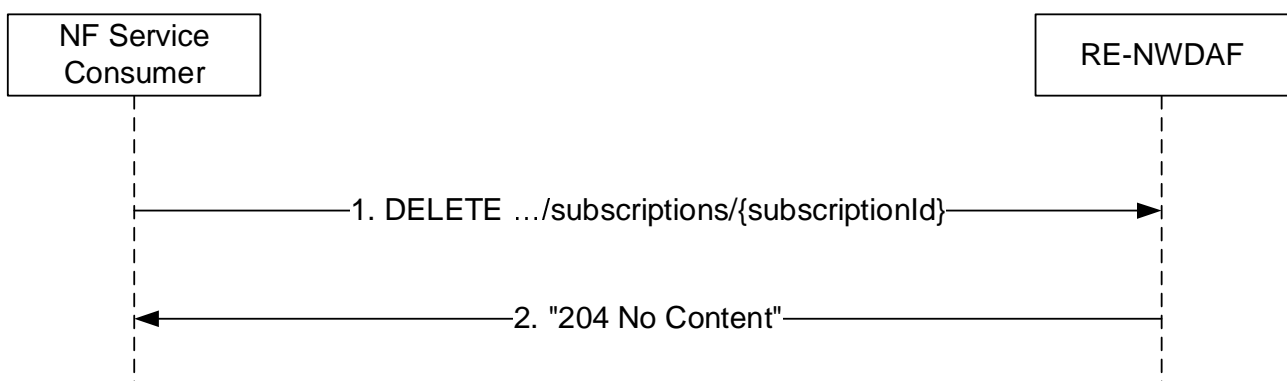 NF Service
Consumer
RE-NWDAF
1. DELETE …/subscriptions/{subscriptionId}
2. "204 No Content"